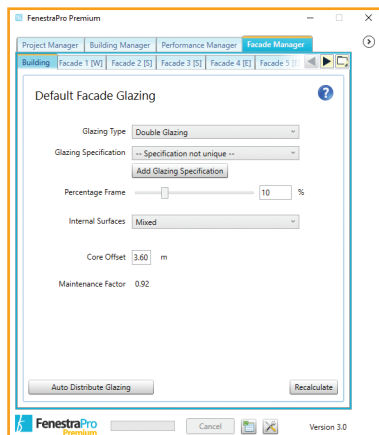 FenestraPro Premium
Project Manager Building Manager Performance Manager Facade Manager
Building Facade 1 [W] Facade 2 [S] Facade 3 [S] Facade 4 [E] Facade 5
Default Facade Glazing
?
Glazing Type Double Glazing
Glazing Specification -- Specification not unique --
Add Glazing Specification
Percentage Frame 10 %
Internal Surfaces Mixed
Core Offset 3.60 m
Maintenance Factor 0.92
Auto Distribute Glazing Recalculate
FenestraPro Cancel Version 3.0
Premium